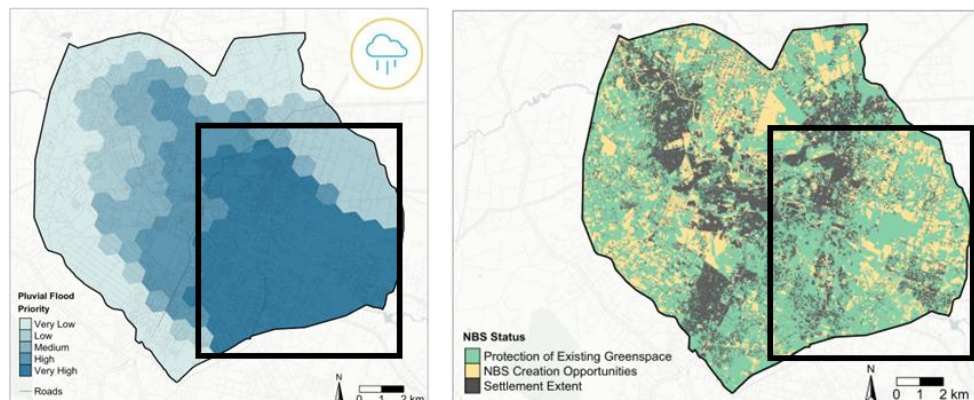 Pluvial Flood
Priority
Very Low
Low
Medium
High
Very High
Roads
N
0 1 2 km
NBS Status
Protection of Existing Greenspace
NBS Creation Opportunities
Settlement Extent
N
0 1 2 km